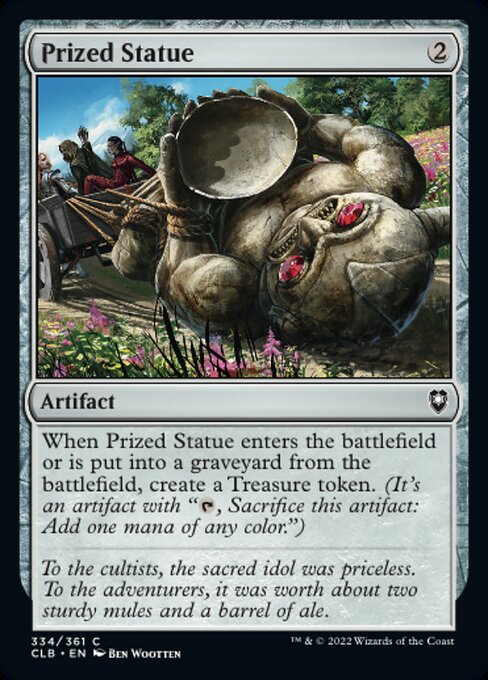 Prized Statue 2
Artifact
When Prized Statue enters the battlefield
or is put into a graveyard from the
battlefield, create a Treasure token. (It's
an artifact with “, Sacrifice this artifact:
Add one mana of any color.”)
To the cultists, the sacred idol was priceless.
To the adventurers, it was worth about two
sturdy mules and a barrel of ale.
334/361 C
CLB • EN Ben Wootten
™ & © 2022 Wizards of the Coast